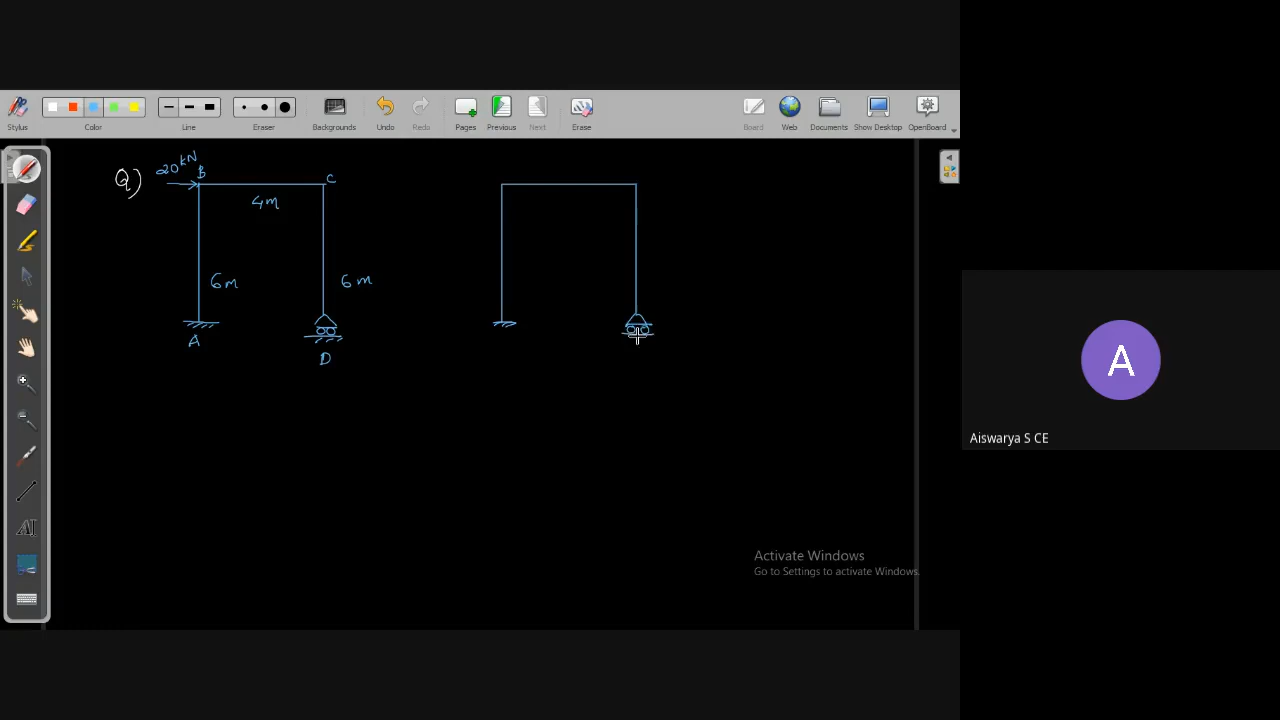 Stylus
Color
Line
Eraser
Backgrounds
Undo
Redo
Pages
Previous
Next
Erase
Board
Web
Documents
Show Desktop
OpenBoard
Q)
20kN
B
C
4m
6m
6m
A
D
A
Aiswarya S CE
Activate Windows
Go to Settings to activate Windows.